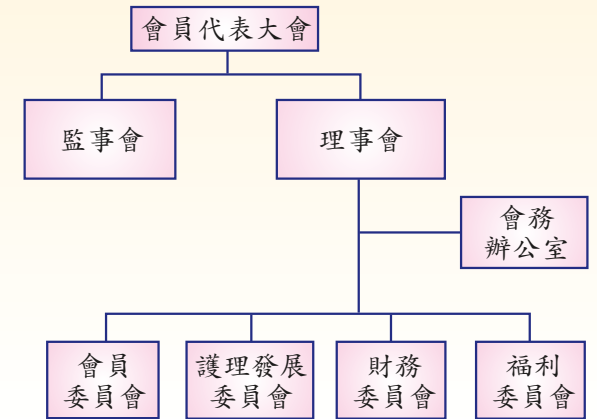 會員代表大會
監事會
理事會
會務
辦公室
會員
委員會
護理發展
委員會
財務
委員會
福利
委員會